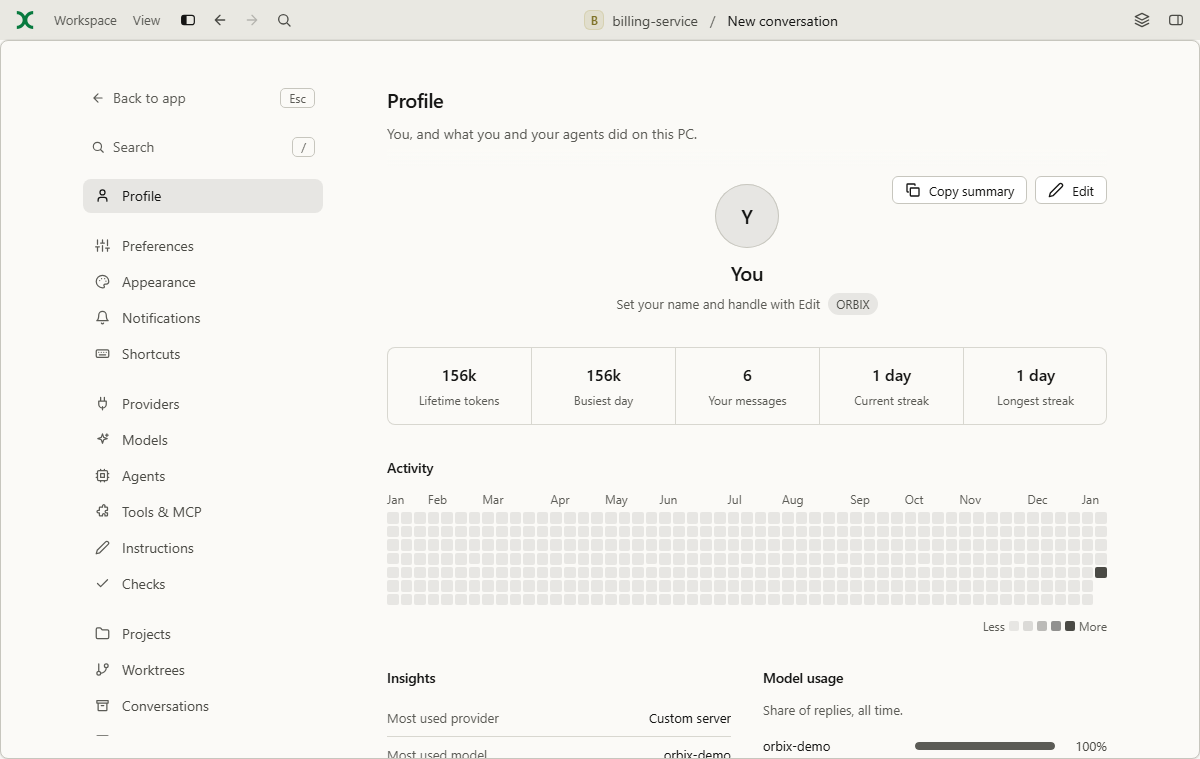 Workspace View
B billing-service / New conversation
Back to app Esc
Search /
Profile
Preferences
Appearance
Notifications
Shortcuts
Providers
Models
Agents
Tools & MCP
Instructions
Checks
Projects
Worktrees
Conversations
Profile
You, and what you and your agents did on this PC.
Copy summary Edit
Y
You
Set your name and handle with Edit ORBIX
156k 156k 6 1 day 1 day
Lifetime tokens Busiest day Your messages Current streak Longest streak
Activity
Jan Feb Mar Apr May Jun Jul Aug Sep Oct Nov Dec Jan
Less More
Insights
Most used provider Custom server
Most used model orbix-demo
Model usage
Share of replies, all time.
orbix-demo 100%